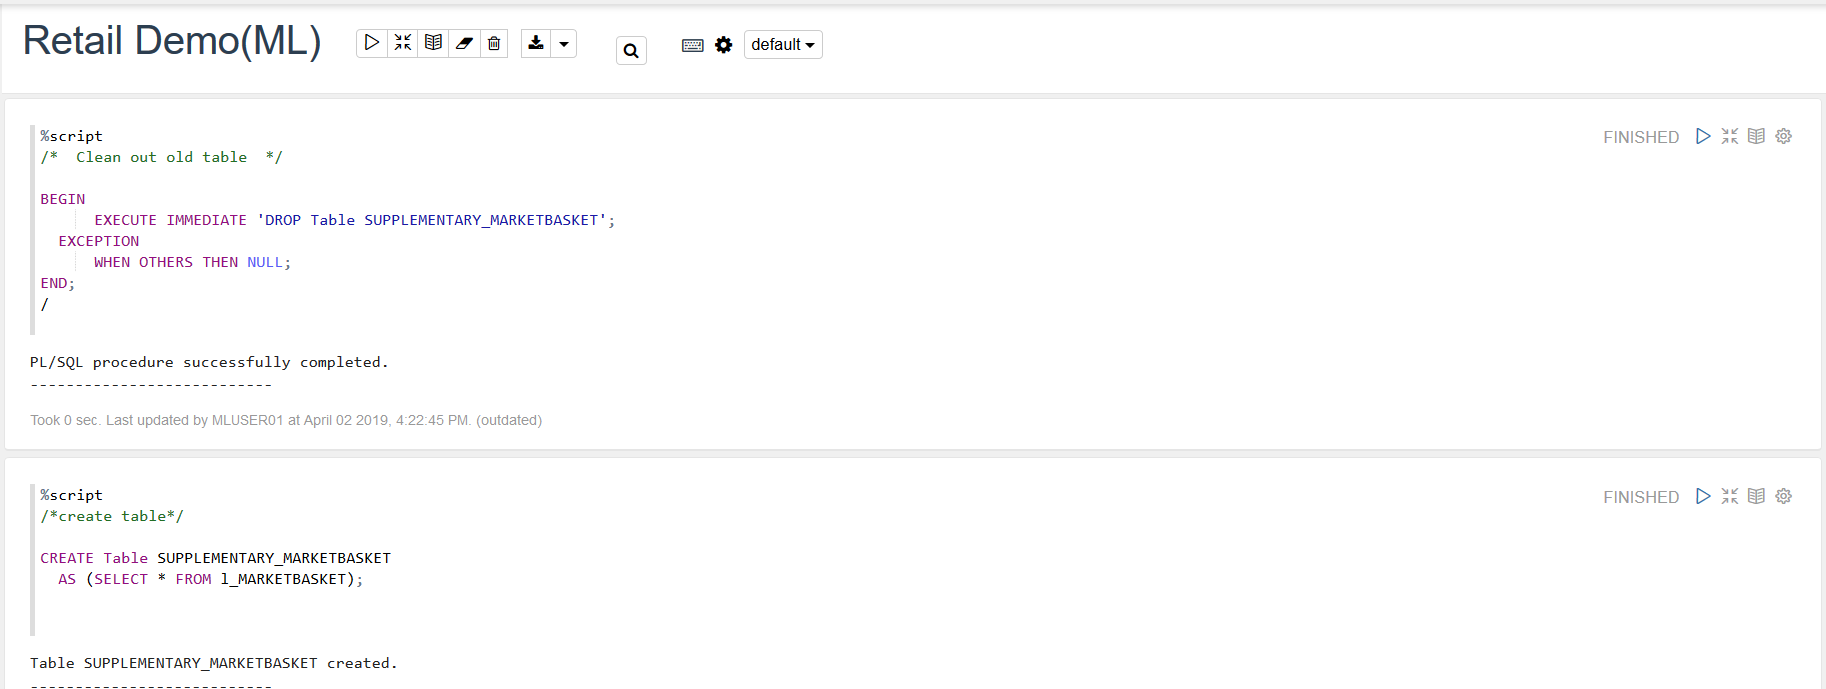 Retail Demo(ML)
default
%script
/*  Clean out old table  */
BEGIN
      EXECUTE IMMEDIATE 'DROP Table SUPPLEMENTARY_MARKETBASKET';
  EXCEPTION
      WHEN OTHERS THEN NULL;
END;
/
FINISHED
PL/SQL procedure successfully completed.
---------------------------
Took 0 sec. Last updated by MLUSER01 at April 02 2019, 4:22:45 PM. (outdated)
%script
/*create table*/
CREATE Table SUPPLEMENTARY_MARKETBASKET
  AS (SELECT * FROM l_MARKETBASKET);
FINISHED
Table SUPPLEMENTARY_MARKETBASKET created.
---------------------------